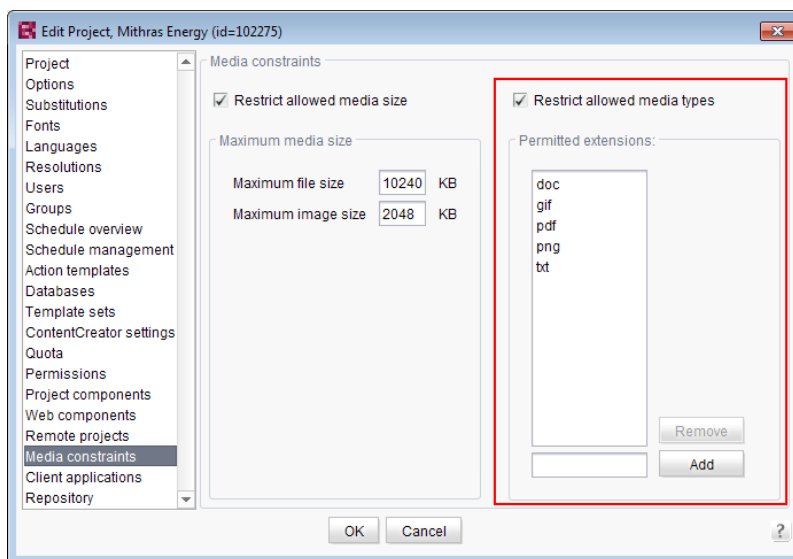 Edit Project, Mithras Energy (id=102275)
Project
Options
Substitutions
Fonts
Languages
Resolutions
Users
Groups
Schedule overview
Schedule management
Action templates
Databases
Template sets
ContentCreator settings
Quota
Permissions
Project components
Web components
Remote projects
Media constraints
Client applications
Repository
Media constraints
Restrict allowed media size
Maximum media size
Maximum file size 10240 KB
Maximum image size 2048 KB
Restrict allowed media types
Permitted extensions:
doc
gif
pdf
png
txt
Remove
Add
OK Cancel
?